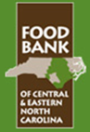 FOOD
BANK
OF CENTRAL
& EASTERN
NORTH
CAROLINA